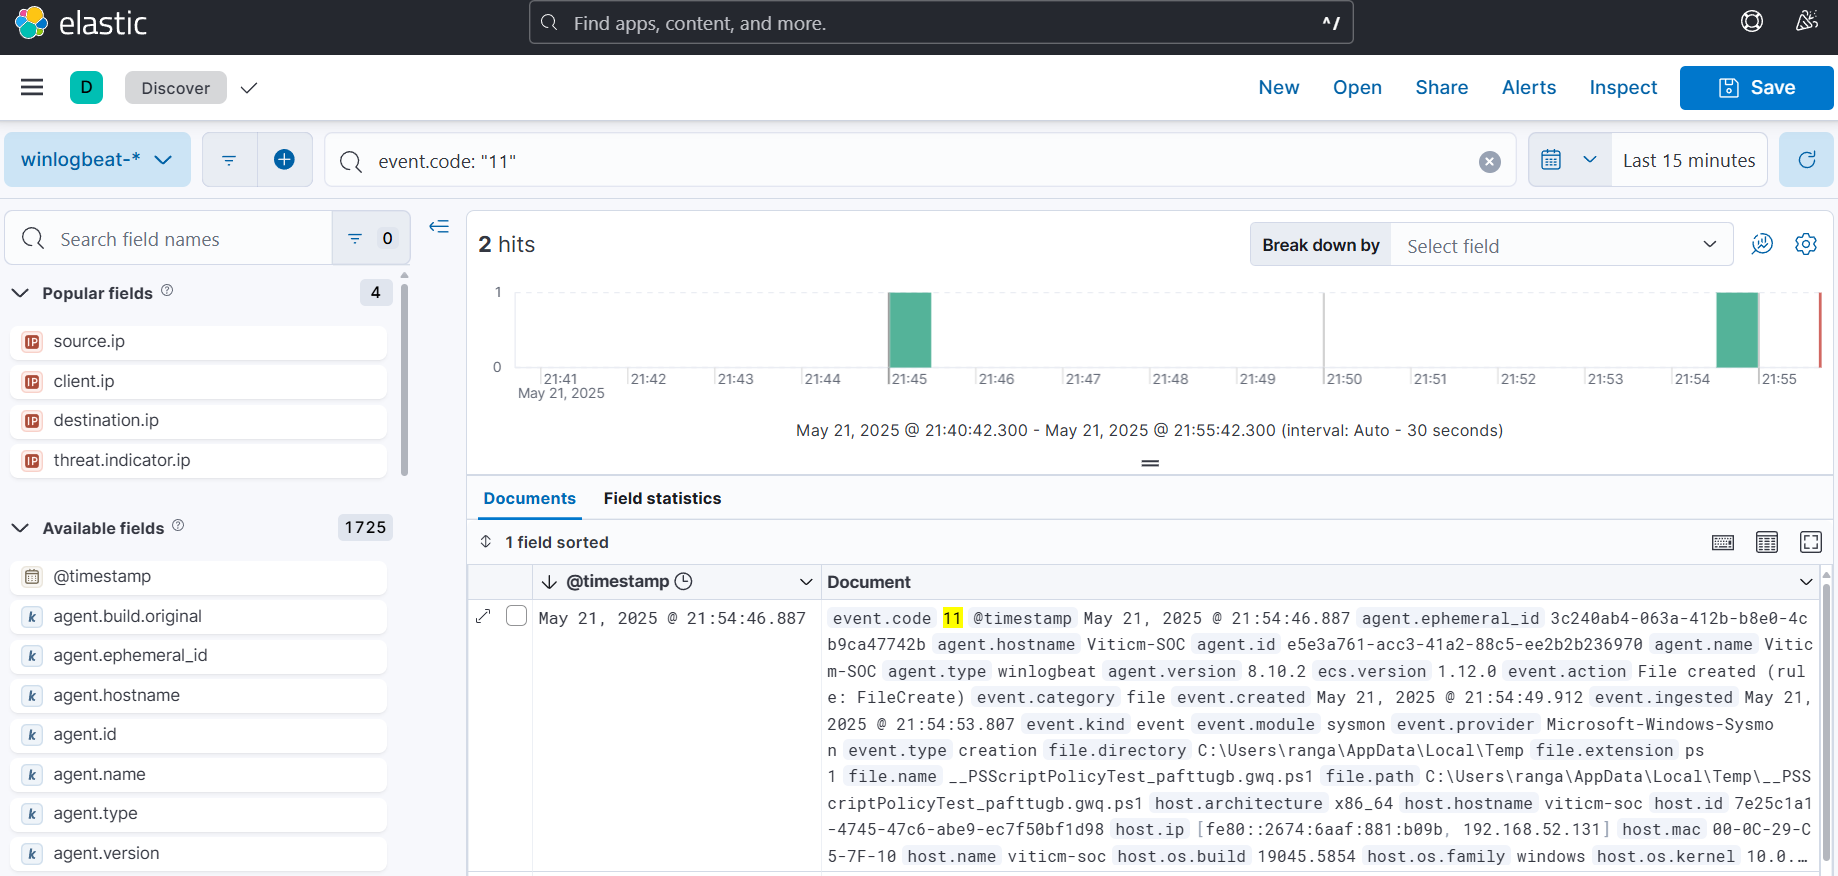 elastic
Find apps, content, and more.
^/
D
Discover
New
Open
Share
Alerts
Inspect
Save
winlogbeat-*
event.code: "11"
Last 15 minutes
Search field names
0
Popular fields
4
source.ip
client.ip
destination.ip
threat.indicator.ip
Available fields
1725
@timestamp
agent.build.original
agent.ephemeral_id
agent.hostname
agent.id
agent.name
agent.type
agent.version
2 hits
Break down by
Select field
1
0
21:41
21:42
21:43
21:44
21:45
21:46
21:47
21:48
21:49
21:50
21:51
21:52
21:53
21:54
21:55
May 21, 2025
May 21, 2025 @ 21:40:42.300 - May 21, 2025 @ 21:55:42.300 (interval: Auto - 30 seconds)
Documents
Field statistics
1 field sorted
@timestamp
Document
May 21, 2025 @ 21:54:46.887
event.code 11 @timestamp May 21, 2025 @ 21:54:46.887 agent.ephemeral_id 3c240ab4-063a-412b-b8e0-4c
b9ca47742b agent.hostname Viticm-SOC agent.id e5e3a761-acc3-41a2-88c5-ee2b2b236970 agent.name Vitic
m-SOC agent.type winlogbeat agent.version 8.10.2 ecs.version 1.12.0 event.action File created (rul
e: FileCreate) event.category file event.created May 21, 2025 @ 21:54:49.912 event.ingested May 21,
2025 @ 21:54:53.807 event.kind event event.module sysmon event.provider Microsoft-Windows-Sysmo
n event.type creation file.directory C:\Users\ranga\AppData\Local\Temp file.extension ps
1 file.name __PSScriptPolicyTest_pafttugb.gwq.ps1 file.path C:\Users\ranga\AppData\Local\Temp\__PSS
criptPolicyTest_pafttugb.gwq.ps1 host.architecture x86_64 host.hostname viticm-soc host.id 7e25c1a1
-4745-47c6-abe9-ec7f50bf1d98 host.ip [fe80::2674:6aaf:881:b09b, 192.168.52.131] host.mac 00-0C-29-C
5-7F-10 host.name viticm-soc host.os.build 19045.5854 host.os.family windows host.os.kernel 10.0.…